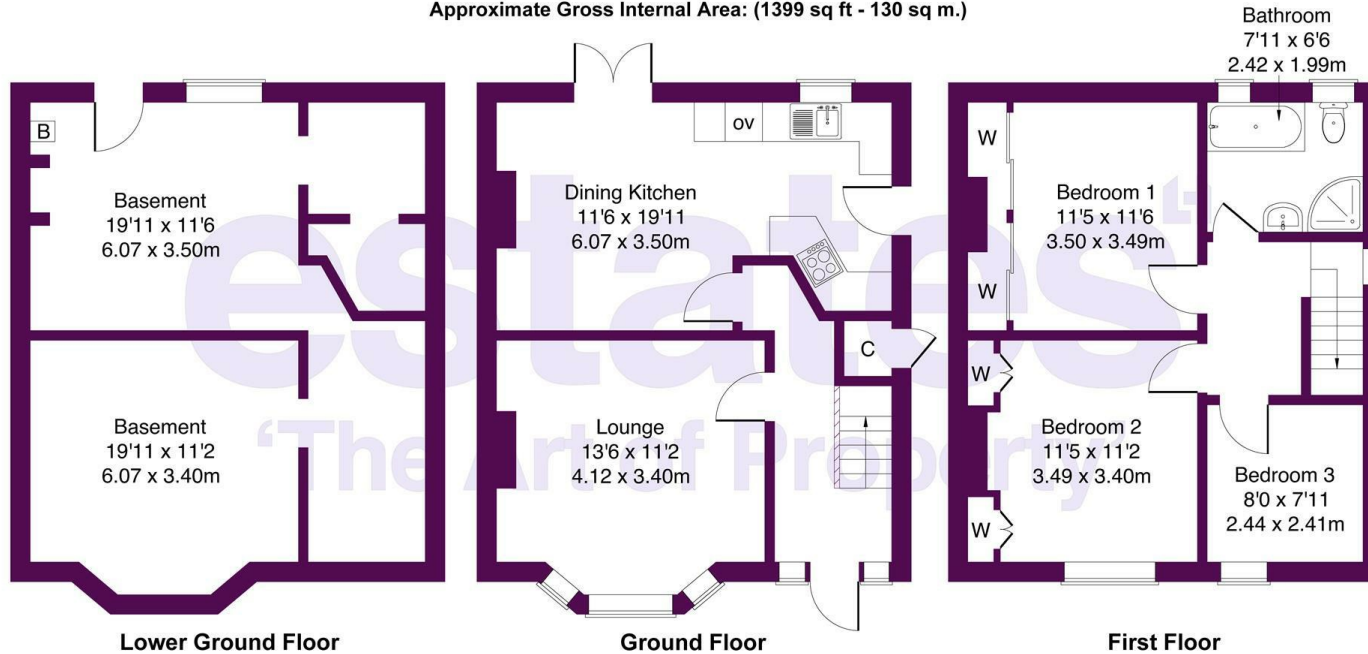 Approximate Gross Internal Area: (1399 sq ft - 130 sq m.)
Bathroom
7'11 x 6'6
2.42 x 1.99m
B
Basement
19'11 x 11'6
6.07 x 3.50m
Basement
19'11 x 11'2
6.07 x 3.40m
Lower Ground Floor
ov
Dining Kitchen
11'6 x 19'11
6.07 x 3.50m
C
Lounge
13'6 x 11'2
4.12 x 3.40m
Ground Floor
W
Bedroom 1
11'5 x 11'6
3.50 x 3.49m
W
W
Bedroom 2
11'5 x 11'2
3.49 x 3.40m
W
Bedroom 3
8'0 x 7'11
2.44 x 2.41m
First Floor
estates
'The Art of Property'